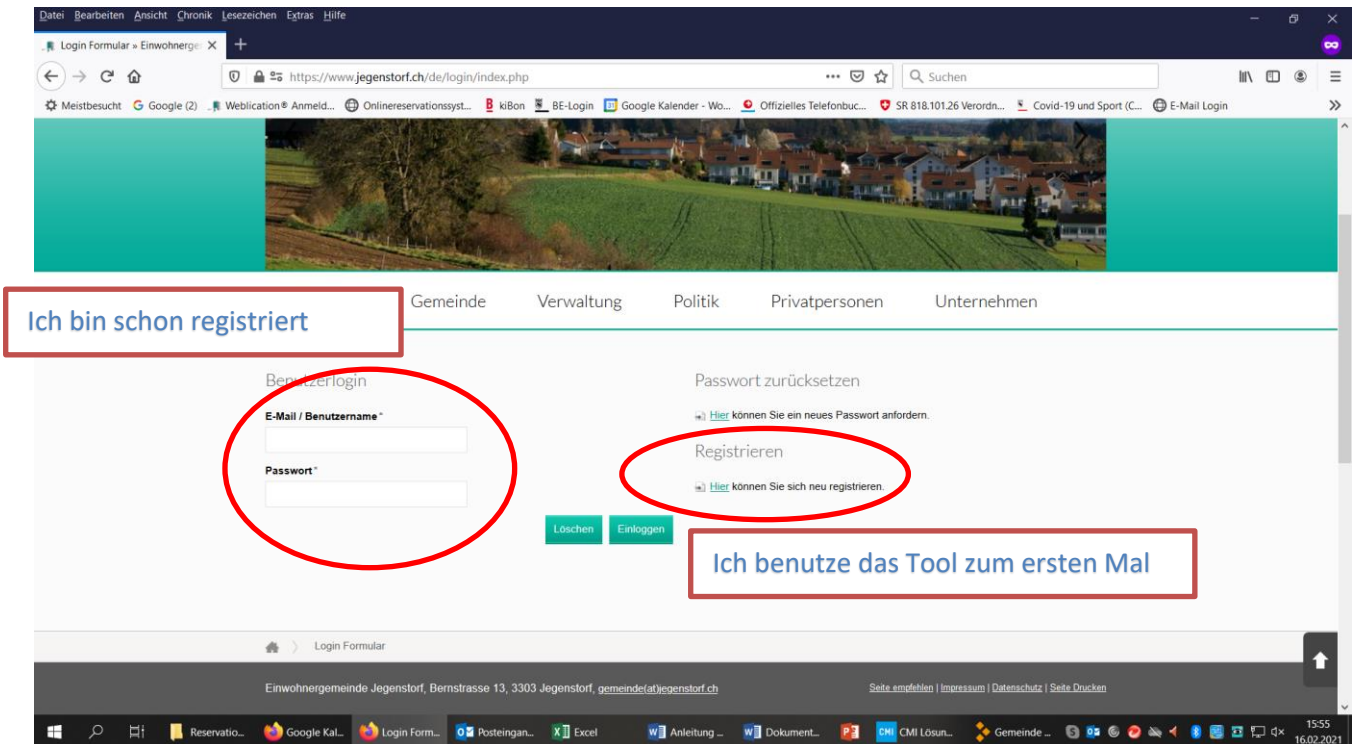 Datei Bearbeiten Ansicht Chronik Lesezeichen Extras Hilfe
Login Formular » Einwohnerge
https://www.jegenstorf.ch/de/login/index.php
Suchen
Meistbesucht Google (2) Weblication® Anmeld... Onlinereservationssyst... kiBon BE-Login Google Kalender - Wo... Offizielles Telefonbuc... SR 818.101.26 Verordn... Covid-19 und Sport (C... E-Mail Login
Gemeinde Verwaltung Politik Privatpersonen Unternehmen
Ich bin schon registriert
Benutzerlogin
E-Mail / Benutzername *
Passwort *
Passwort zurücksetzen
Hier können Sie ein neues Passwort anfordern.
Registrieren
Hier können Sie sich neu registrieren.
Löschen Einloggen
Ich benutze das Tool zum ersten Mal
Login Formular
Einwohnergemeinde Jegenstorf, Bernstrasse 13, 3303 Jegenstorf, gemeinde(at)jegenstorf.ch
Seite empfehlen | Impressum | Datenschutz | Seite Drucken
Reservatio... Google Kal... Login Form... Posteingan... Excel Anleitung ... Dokument... CMI Lösun... Gemeinde ...
15:55
16.02.2021